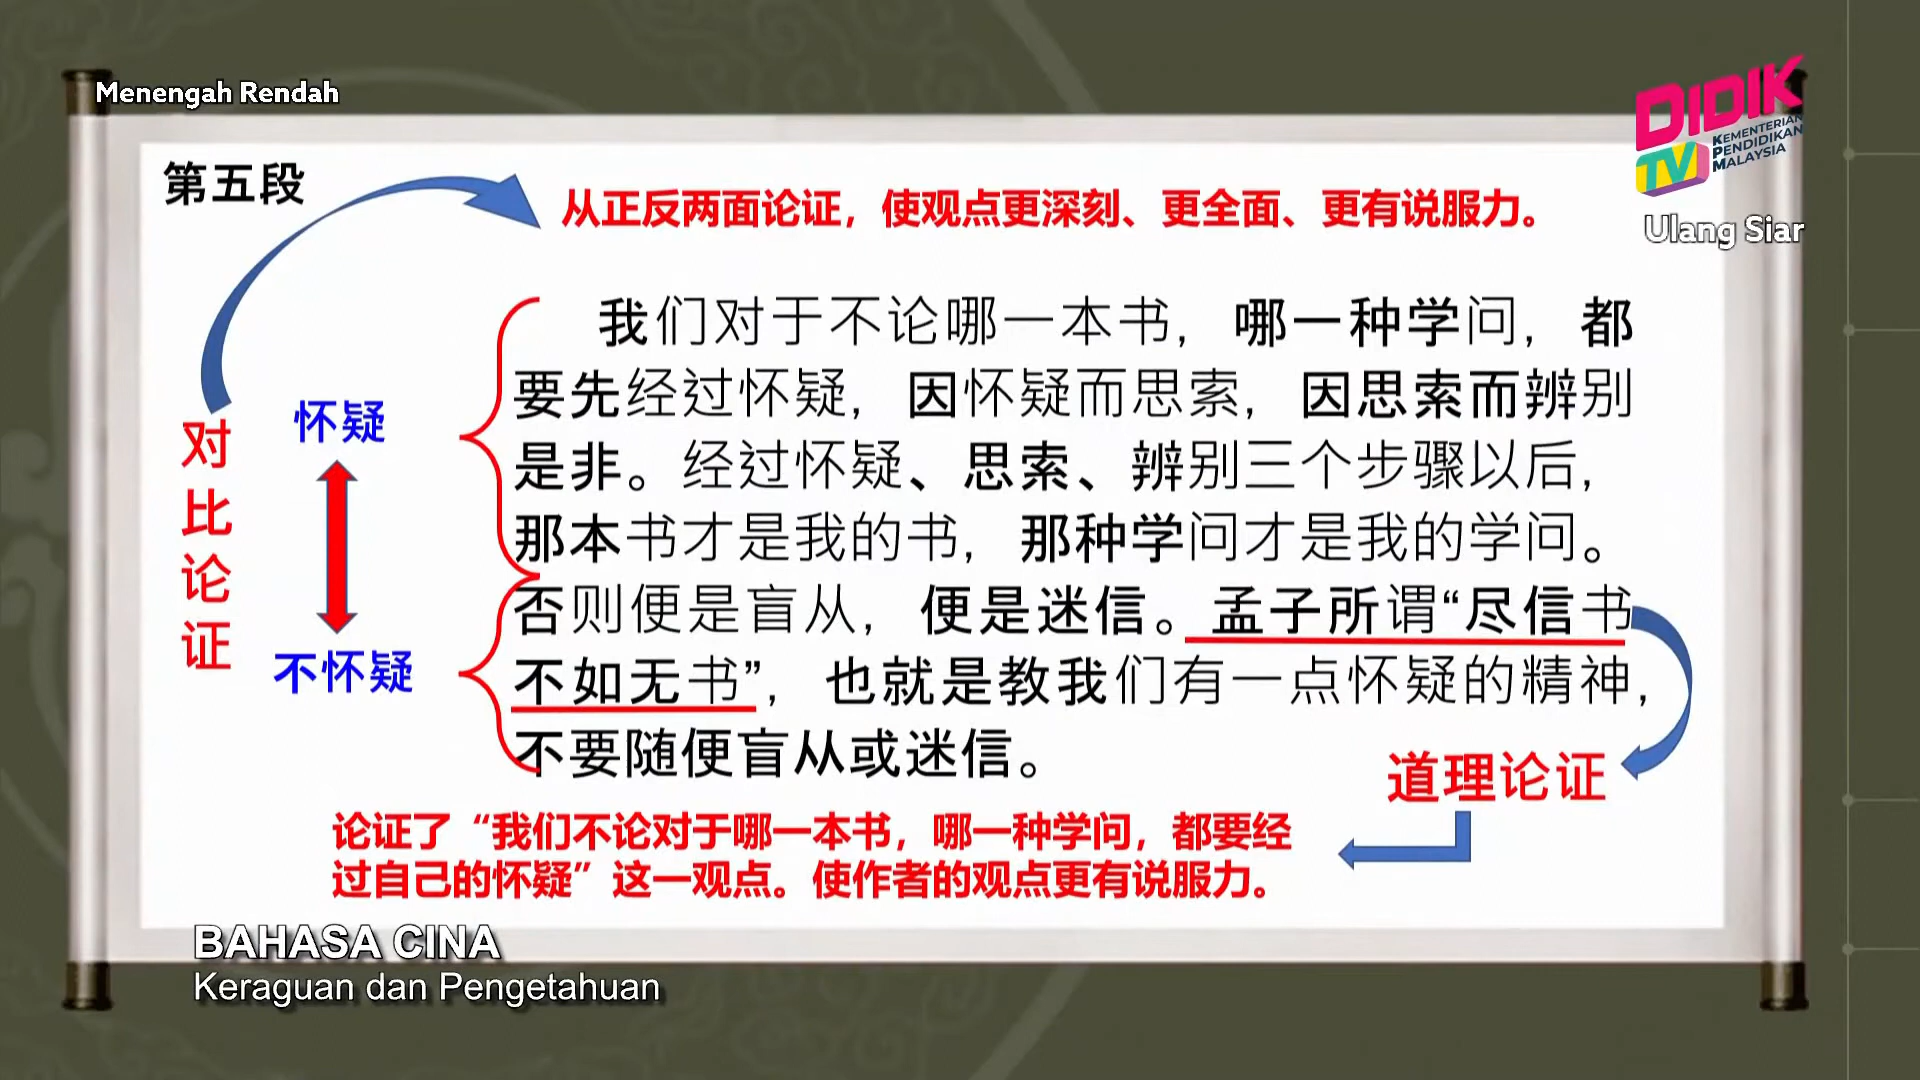 Menengah Rendah
DIDIK
TV
KEMENTERIAN
PENDIDIKAN
MALAYSIA
Ulang Siar
第五段
从正反两面论证，使观点更深刻、更全面、更有说服力。
对比论证
怀疑
不怀疑
我们对于不论哪一本书，哪一种学问，都
要先经过怀疑，因怀疑而思索，因思索而辨别
是非。经过怀疑、思索、辨别三个步骤以后，
那本书才是我的书，那种学问才是我的学问。
否则便是盲从，便是迷信。孟子所谓“尽信书
不如无书”，也就是教我们有一点怀疑的精神，
不要随便盲从或迷信。
道理论证
论证了“我们不论对于哪一本书，哪一种学问，都要经
过自己的怀疑”这一观点。使作者的观点更有说服力。
BAHASA CINA
Keraguan dan Pengetahuan